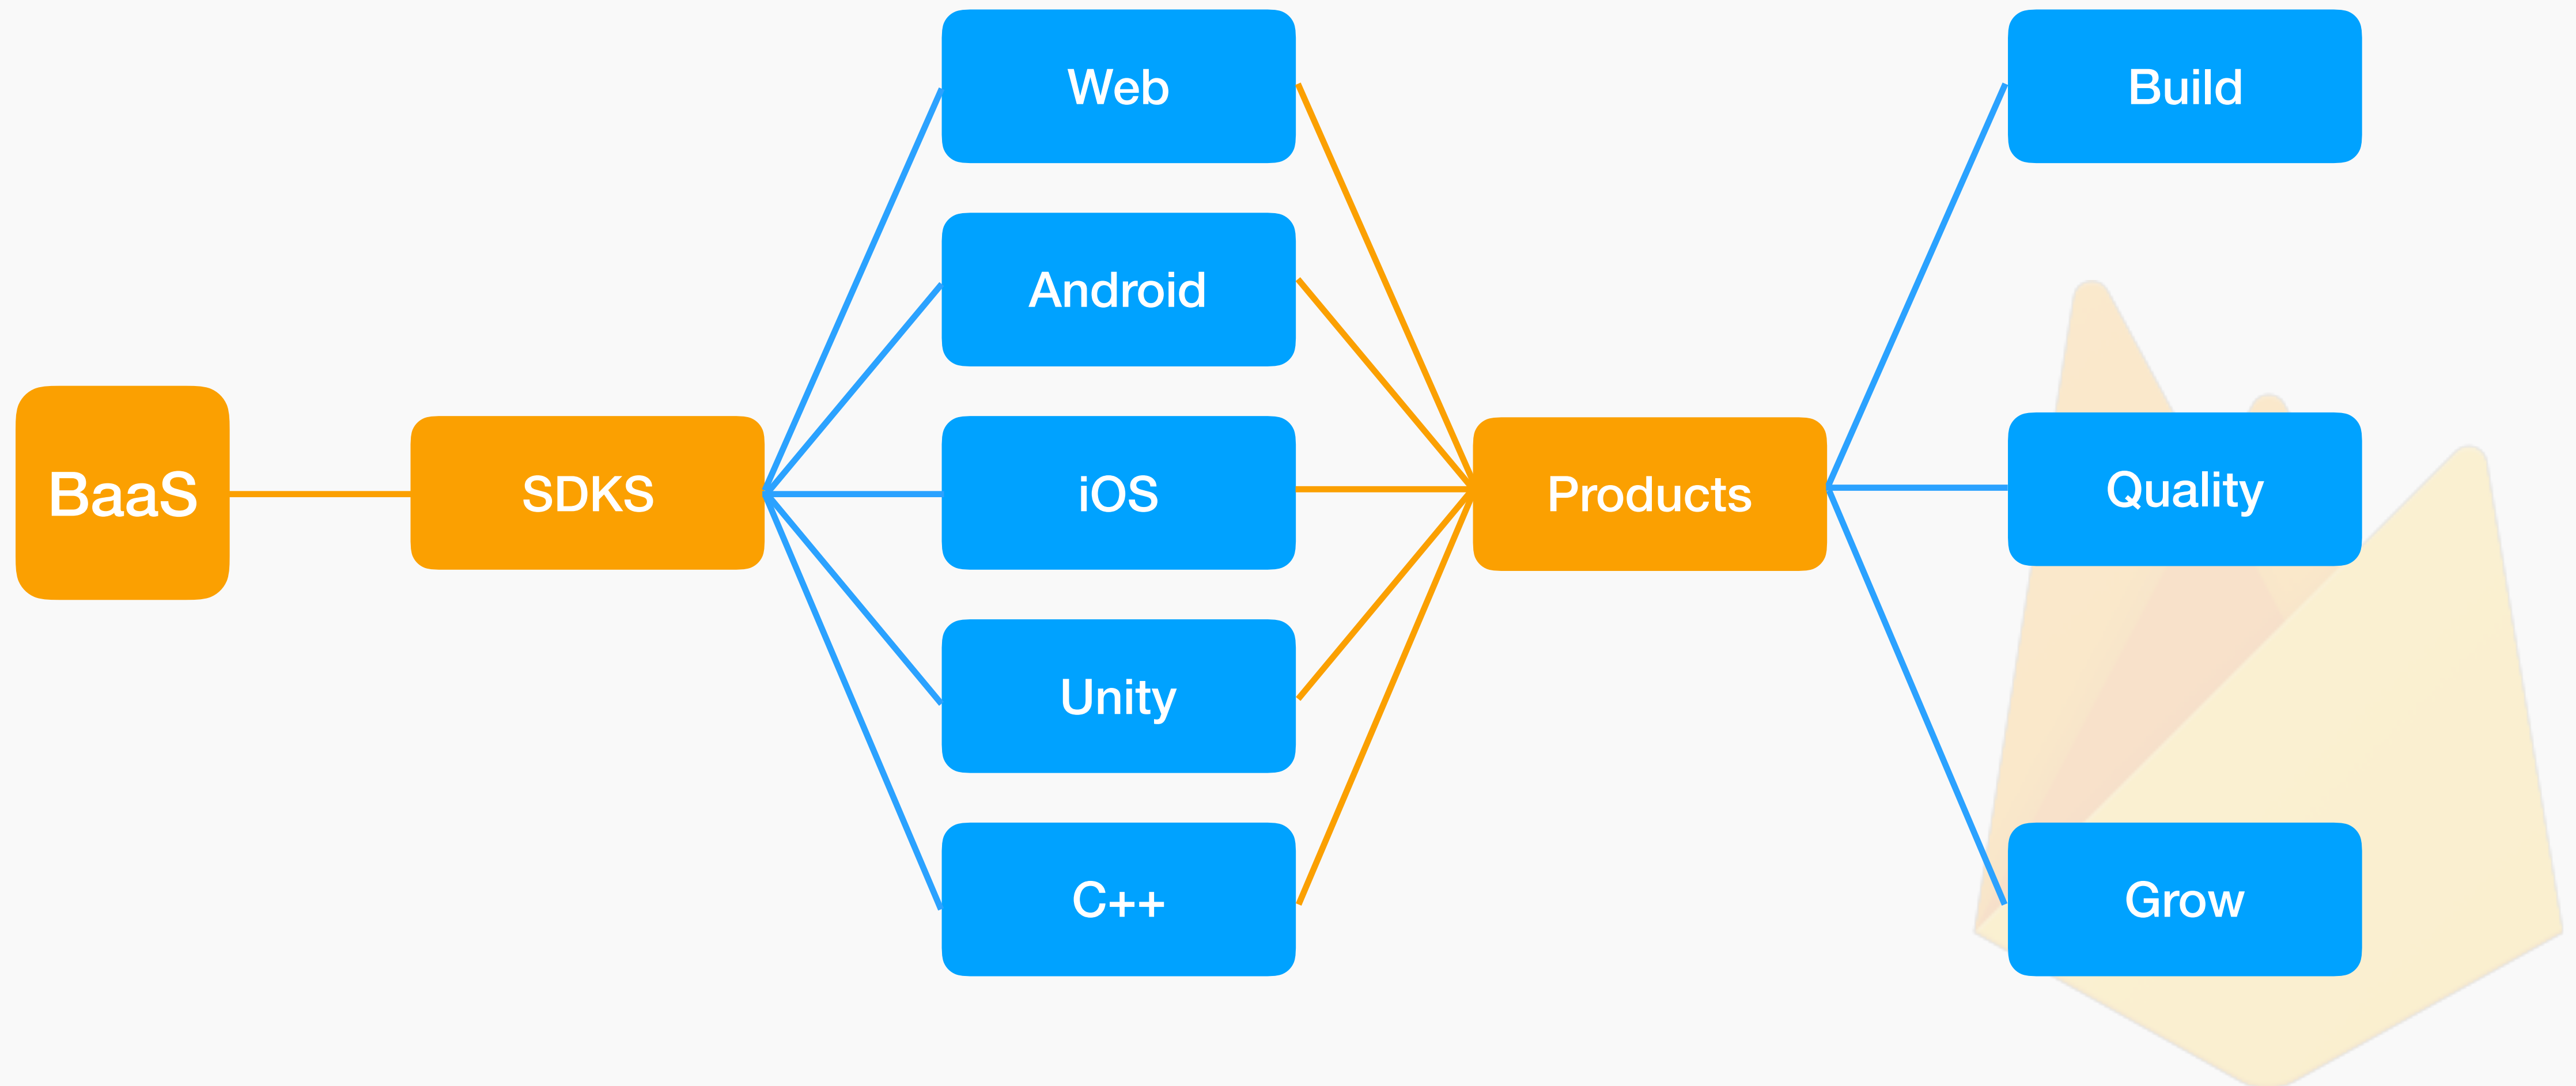 BaaS
SDKS
Web
Android
iOS
Unity
C++
Products
Build
Quality
Grow